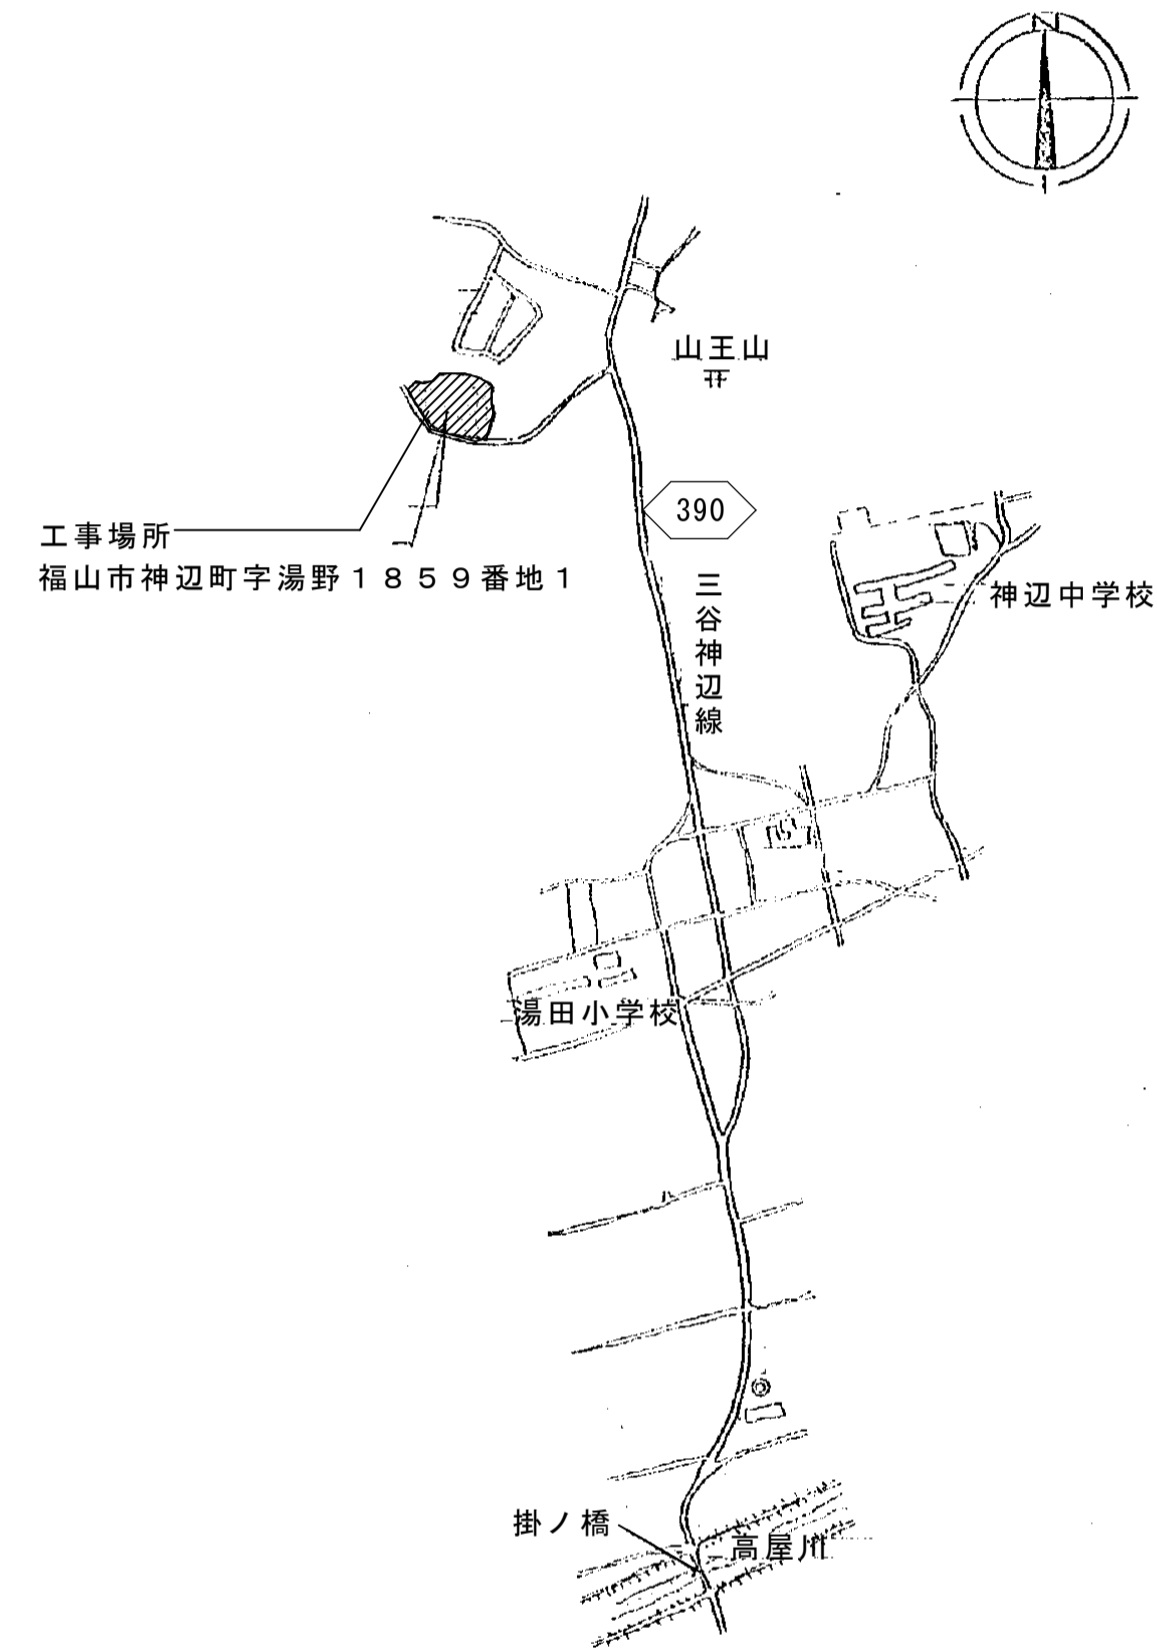 N
山王山
390
工事場所
福山市神辺町字湯野１８５９番地１
三谷神辺線
神辺中学校
湯田小学校
掛ノ橋
高屋川